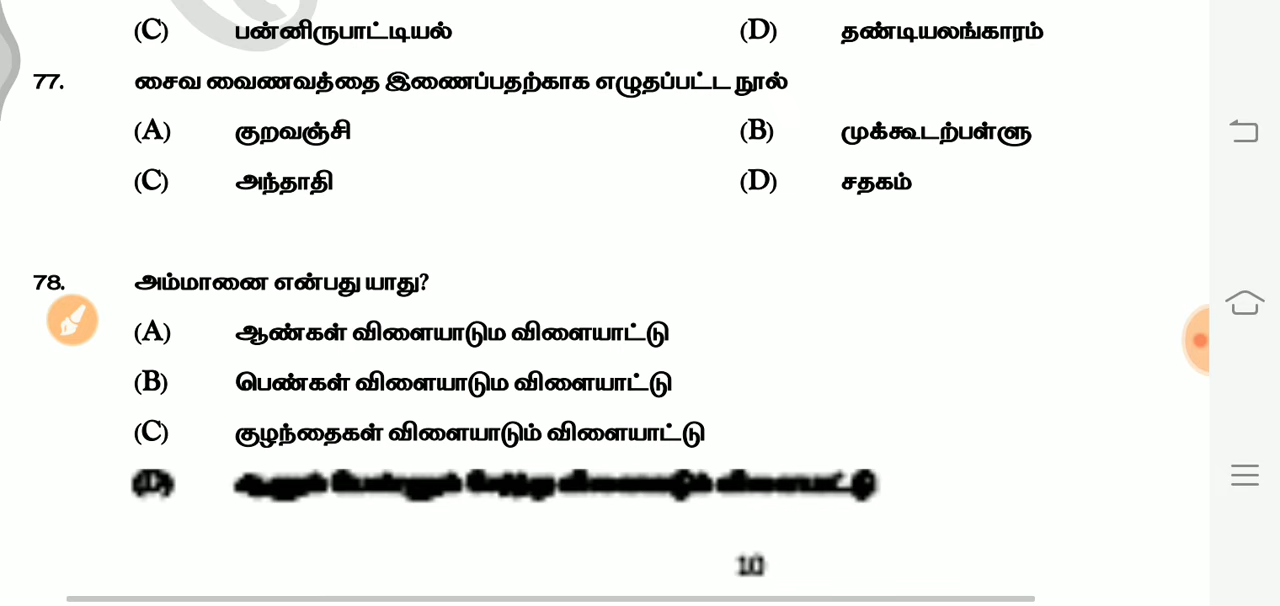 (C) பன்னிருபாட்டியல் (D) தண்டியலங்காரம்
77. சைவ வைணவத்தை இணைப்பதற்காக எழுதப்பட்ட நூல்
(A) குறவஞ்சி (B) முக்கூடற்பள்ளு
(C) அந்தாதி (D) சதகம்
78. அம்மானை என்பது யாது?
(A) ஆண்கள் விளையாடும விளையாட்டு
(B) பெண்கள் விளையாடும விளையாட்டு
(C) குழந்தைகள் விளையாடும் விளையாட்டு
(D) விளையாட்டு
10